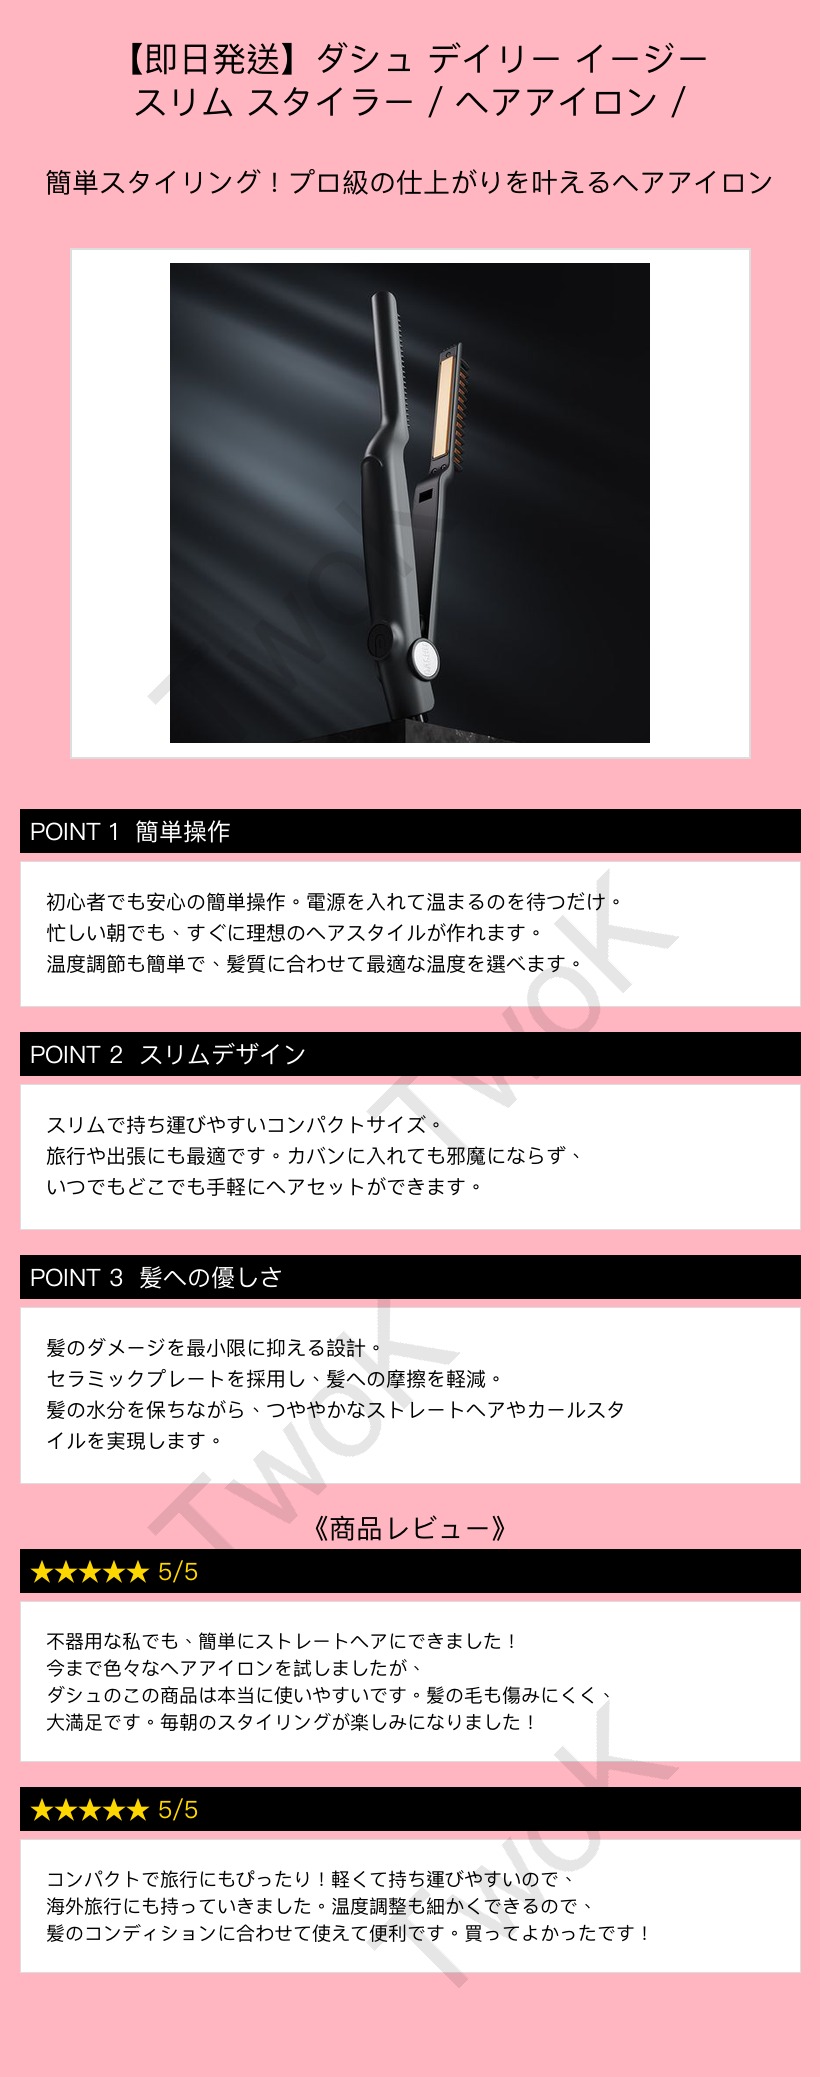 【即日発送】ダシュ デイリー イージー
スリム スタイラー / ヘアアイロン /
簡単スタイリング！プロ級の仕上がりを叶えるヘアアイロン
POINT 1 簡単操作
初心者でも安心の簡単操作。電源を入れて温まるのを待つだけ。
忙しい朝でも、すぐに理想のヘアスタイルが作れます。
温度調節も簡単で、髪質に合わせて最適な温度を選べます。
POINT 2 スリムデザイン
スリムで持ち運びやすいコンパクトサイズ。
旅行や出張にも最適です。カバンに入れても邪魔にならず、
いつでもどこでも手軽にヘアセットができます。
POINT 3 髪への優しさ
髪のダメージを最小限に抑える設計。
セラミックプレートを採用し、髪への摩擦を軽減。
髪の水分を保ちながら、つややかなストレートヘアやカールスタ
イルを実現します。
《商品レビュー》
★★★★★ 5/5
不器用な私でも、簡単にストレートヘアにできました！
今まで色々なヘアアイロンを試しましたが、
ダシュのこの商品は本当に使いやすいです。髪の毛も傷みにくく、
大満足です。毎朝のスタイリングが楽しみになりました！
★★★★★ 5/5
コンパクトで旅行にもぴったり！軽くて持ち運びやすいので、
海外旅行にも持っていきました。温度調整も細かくできるので、
髪のコンディションに合わせて使えて便利です。買ってよかったです！
TwoK
TwoK
TwoK
TwoK